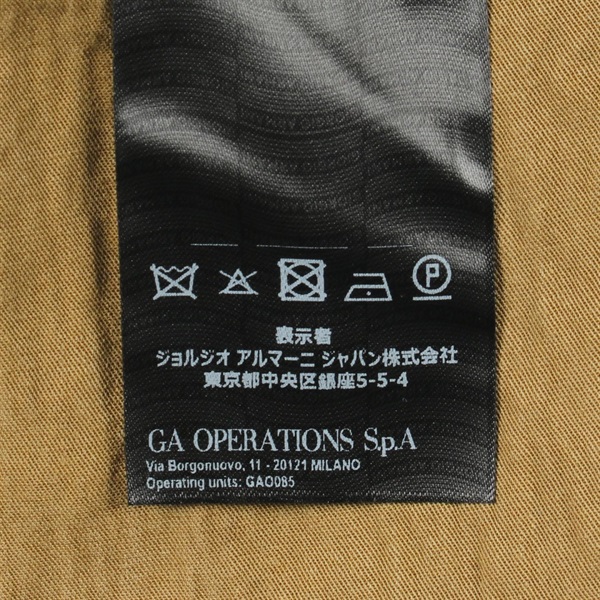 P
表示者
ジョルジオ アルマーニ ジャパン株式会社
東京都中央区銀座5-5-4
GA OPERATIONS S.p.A
Via Borgonuovo, 11 - 20121 MILANO
Operating units: GAO085